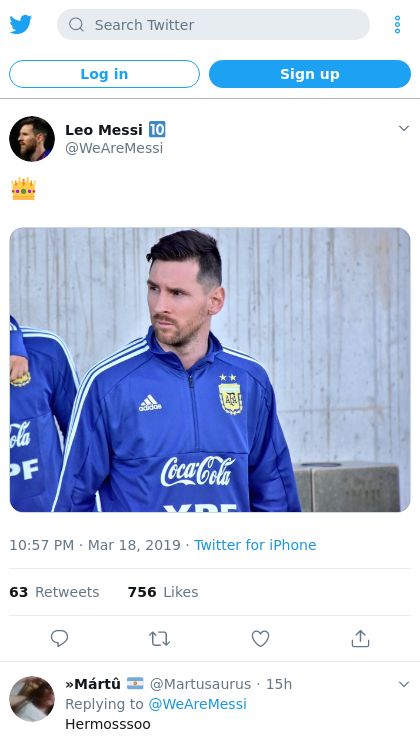 Search Twitter
Log in
Sign up
Leo Messi 🔟
@WeAreMessi
👑
adidas
AFA
Coca-Cola
YPF
ola
PF
10:57 PM · Mar 18, 2019 · Twitter for iPhone
63 Retweets 756 Likes
»Mártû 🇦🇷 @Martusaurus · 15h
Replying to @WeAreMessi
Hermosssoo